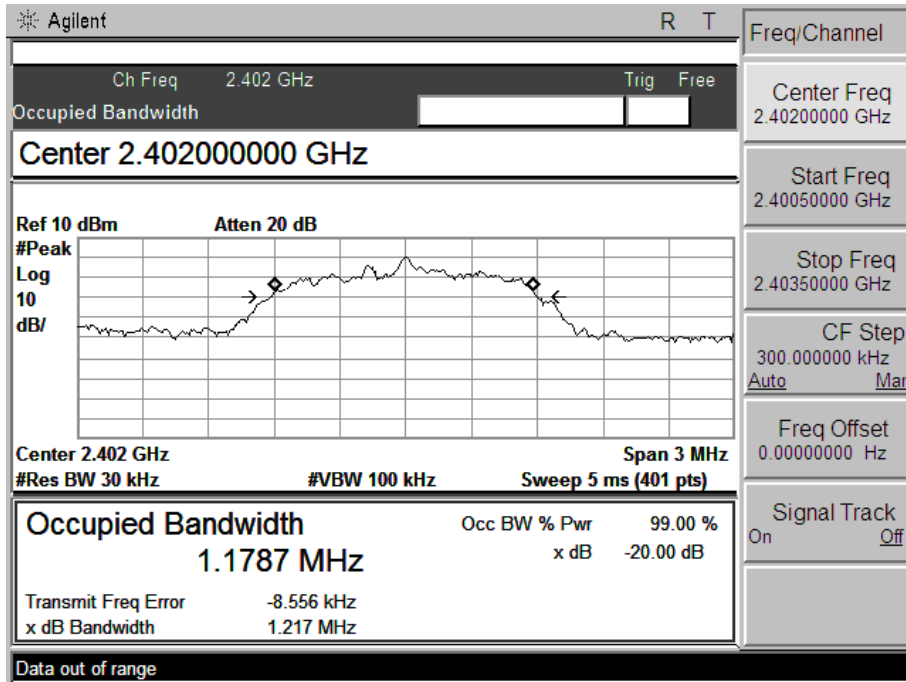 Agilent R T
Ch Freq 2.402 GHz Trig Free
Occupied Bandwidth
Center 2.402000000 GHz
Ref 10 dBm Atten 20 dB
#Peak
Log
10
dB/
Center 2.402 GHz Span 3 MHz
#Res BW 30 kHz #VBW 100 kHz Sweep 5 ms (401 pts)
Occupied Bandwidth Occ BW % Pwr 99.00 %
1.1787 MHz x dB -20.00 dB
Transmit Freq Error -8.556 kHz
x dB Bandwidth 1.217 MHz
Data out of range
Freq/Channel
Center Freq
2.40200000 GHz
Start Freq
2.40050000 GHz
Stop Freq
2.40350000 GHz
CF Step
300.000000 kHz
Auto Mar
Freq Offset
0.00000000 Hz
Signal Track
On Off